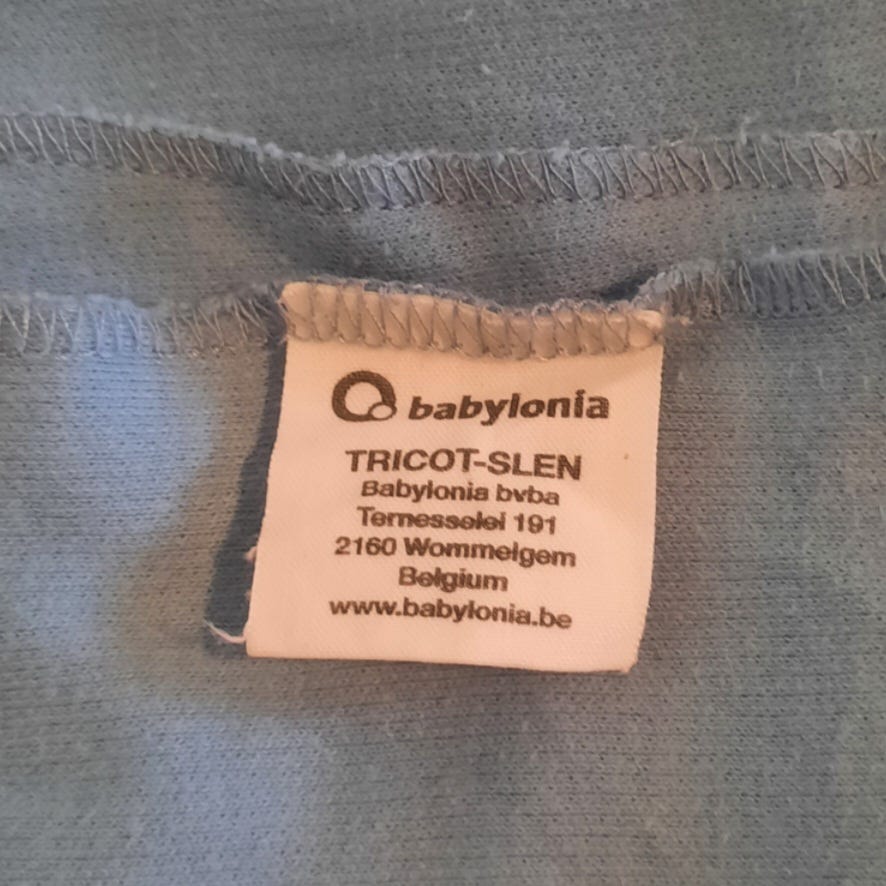 babylonia
TRICOT-SLEN
Babylonia bvba
Ternesselei 191
2160 Wommelgem
Belgium
www.babylonia.be